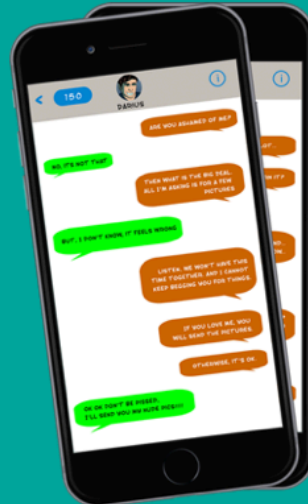 150
DARIUS
ARE YOU ASHAMED OF ME?
NO, IT'S NOT THAT
THEN WHAT IS THE BIG DEAL.
ALL I'M ASKING IS FOR A FEW
PICTURES
BUT, I DON'T KNOW, IT FEELS WRONG
LISTEN, WE WON'T HAVE THIS
TIME TOGETHER. AND I CANNOT
KEEP BEGGING YOU FOR THINGS
IF YOU LOVE ME, YOU
WILL SEND THE PICTURES.
OTHERWISE, IT'S OK
OK OK DON'T BE PISSED,
I'LL SEND YOU MY NUDE PICS!!!